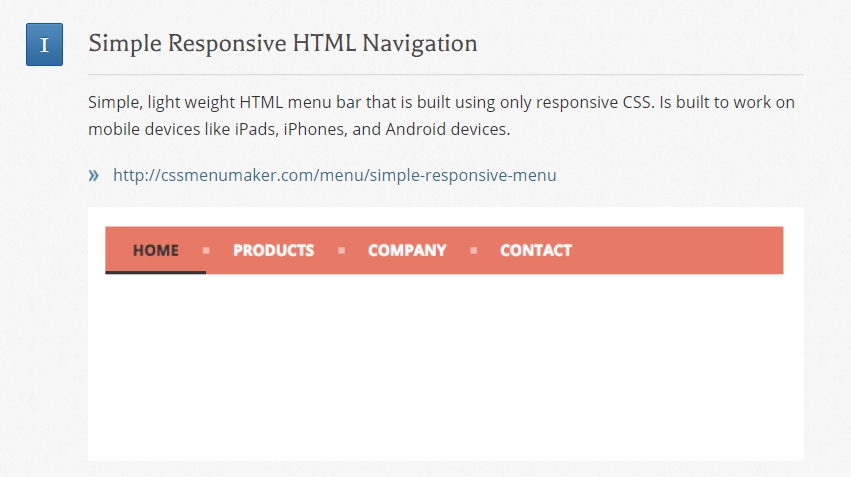 1
Simple Responsive HTML Navigation
Simple, light weight HTML menu bar that is built using only responsive CSS. Is built to work on
mobile devices like iPads, iPhones, and Android devices.
» http://cssmenumaker.com/menu/simple-responsive-menu
HOME PRODUCTS COMPANY CONTACT